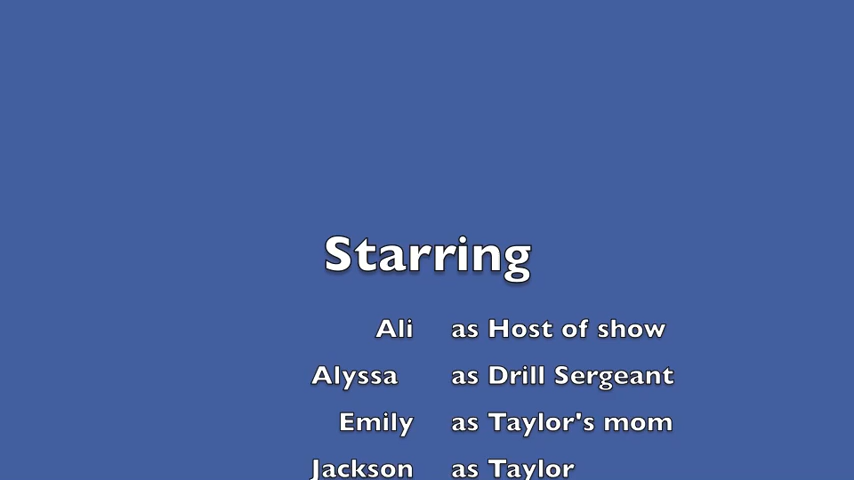 Starring
Ali as Host of show
Alyssa as Drill Sergeant
Emily as Taylor's mom
Jackson as Taylor